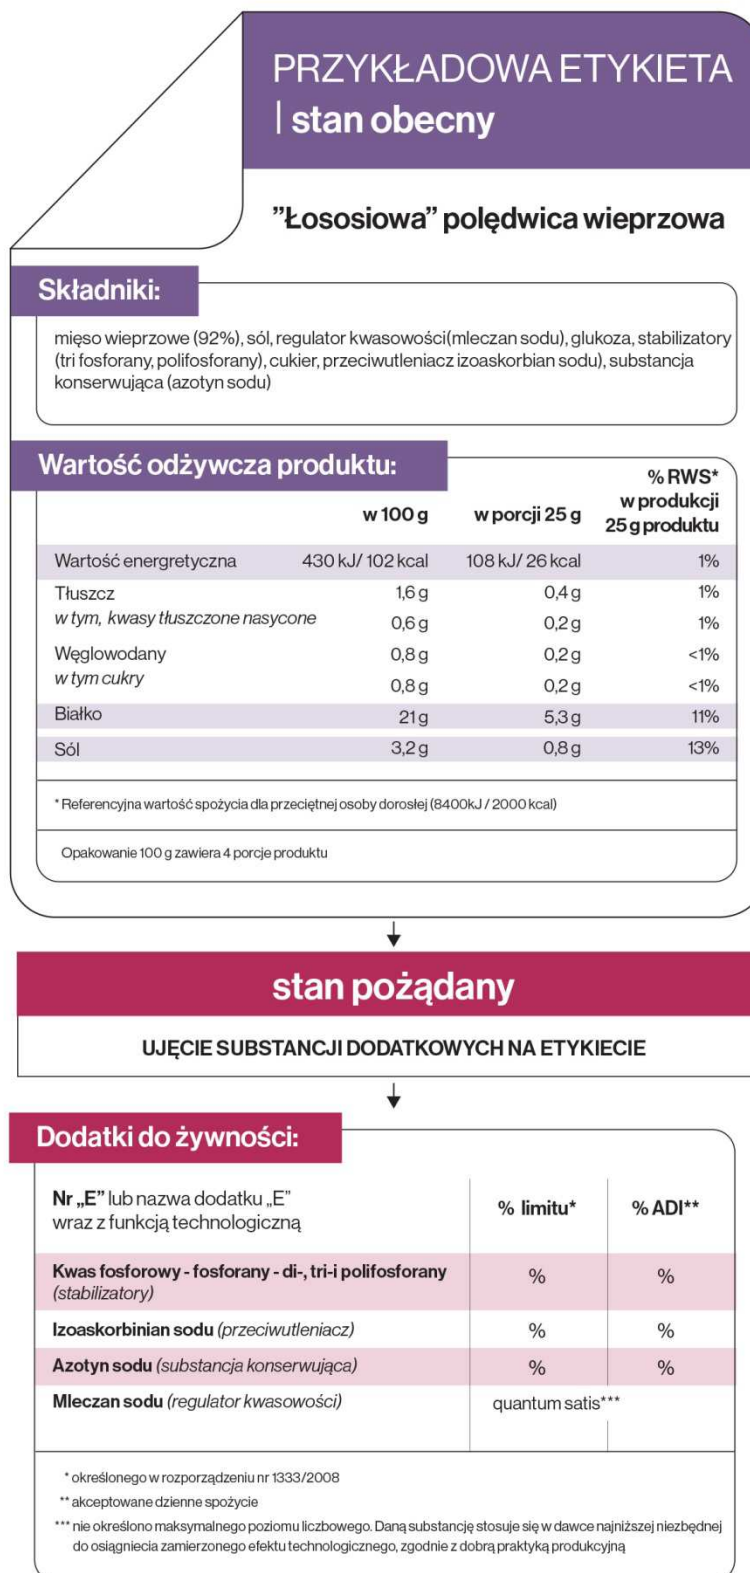 PRZYKŁADOWA ETYKIETA
| stan obecny
”Łososiowa” polędwica wieprzowa
Składniki:
mięso wieprzowe (92%), sól, regulator kwasowości(mleczan sodu), glukoza, stabilizatory
(tri fosforany, polifosforany), cukier, przeciwutleniacz izoaskorbian sodu), substancja
konserwująca (azotyn sodu)
Wartość odżywcza produktu:
w 100 g w porcji 25 g % RWS*
w produkcji
25 g produktu
Wartość energretyczna 430 kJ/ 102 kcal 108 kJ/ 26 kcal 1%
Tłuszcz 1,6 g 0,4 g 1%
w tym, kwasy tłuszczone nasycone 0,6 g 0,2 g 1%
Węglowodany 0,8 g 0,2 g <1%
w tym cukry 0,8 g 0,2 g <1%
Białko 21 g 5,3 g 11%
Sól 3,2 g 0,8 g 13%
* Referencyjna wartość spożycia dla przeciętnej osoby dorosłej (8400kJ / 2000 kcal)
Opakowanie 100 g zawiera 4 porcje produktu
stan pożądany
UJĘCIE SUBSTANCJI DODATKOWYCH NA ETYKIECIE
Dodatki do żywności:
Nr „E” lub nazwa dodatku „E”
wraz z funkcją technologiczną
% limitu* % ADI**
Kwas fosforowy - fosforany - di-, tri-i polifosforany % %
(stabilizatory)
Izoaskorbinian sodu (przeciwutleniacz) % %
Azotyn sodu (substancja konserwująca) % %
Mleczan sodu (regulator kwasowości) quantum satis***
* określonego w rozporządzeniu nr 1333/2008
** akceptowane dzienne spożycie
*** nie określono maksymalnego poziomu liczbowego. Daną substancję stosuje się w dawce najniższej niezbędnej
do osiągniecia zamierzonego efektu technologicznego, zgodnie z dobrą praktyką produkcyjną